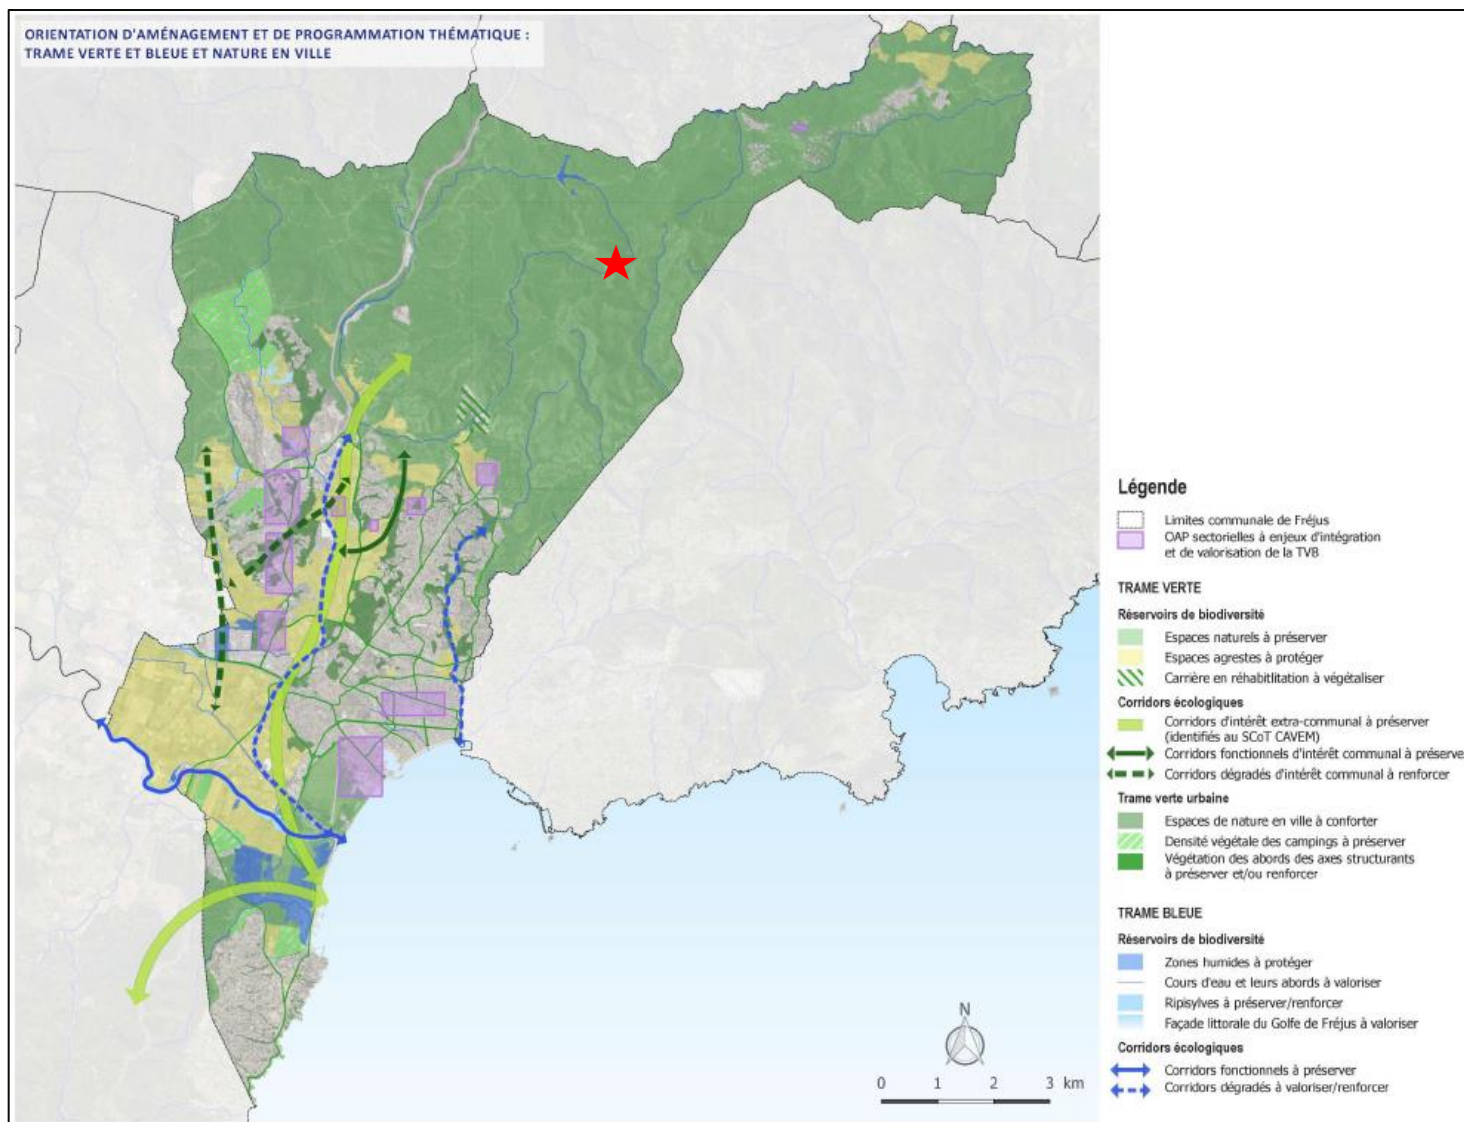 ORIENTATION D'AMÉNAGEMENT ET DE PROGRAMMATION THÉMATIQUE :
TRAME VERTE ET BLEUE ET NATURE EN VILLE
Légende
Limites communale de Fréjus
OAP sectorielles à enjeux d'intégration
et de valorisation de la TVB
TRAME VERTE
Réservoirs de biodiversité
Espaces naturels à préserver
Espaces agrestes à protéger
Carrière en réhabltlitation à végétaliser
Corridors écologiques
Corridors d'intérêt extra-communal à préserver
(identifiés au SCoT CAVEM)
Corridors fonctionnels d'intérêt communal à préserve
Corridors dégradés d'intérêt communal à renforcer
Trame verte urbaine
Espaces de nature en ville à conforter
Densité végétale des campings à préserver
Végétation des abords des axes structurants
à préserver et/ou renforcer
TRAME BLEUE
Réservoirs de biodiversité
Zones humides à protéger
Cours d'eau et leurs abords à valoriser
Ripisylves à préserver/renforcer
Façade littorale du Golfe de Fréjus à valoriser
Corridors écologiques
Corridors fonctionnels à préserver
Corridors dégradés à valoriser/renforcer
N
0 1 2 3 km